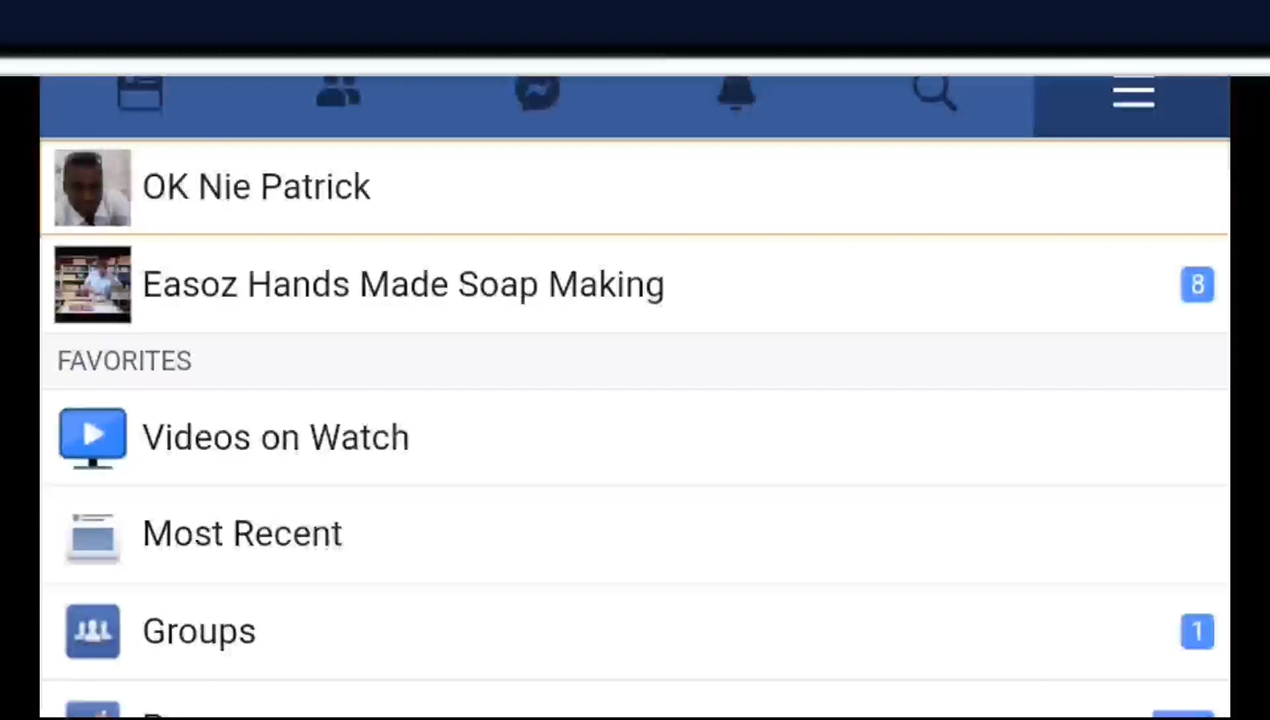 OK Nie Patrick
Easoz Hands Made Soap Making
8
FAVORITES
Videos on Watch
Most Recent
Groups
1